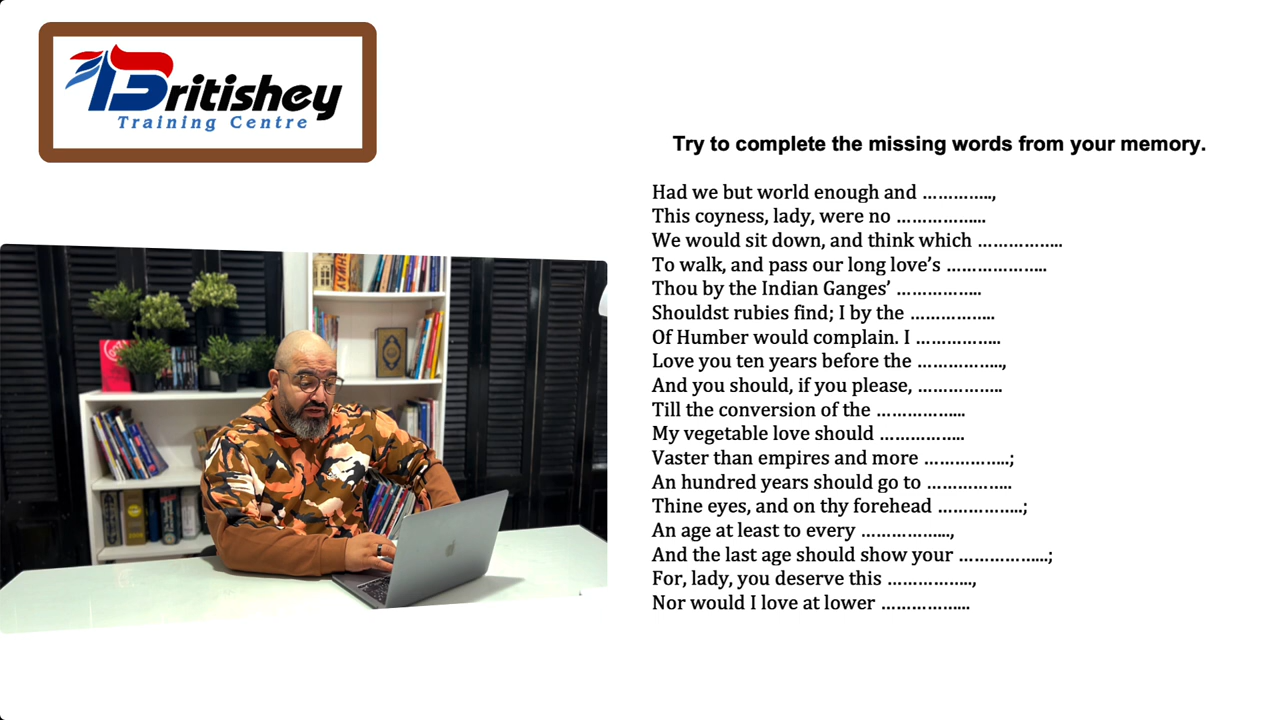 Britishey
Training Centre
Try to complete the missing words from your memory.
Had we but world enough and …………..,
This coyness, lady, were no ……………...
We would sit down, and think which ……………..
To walk, and pass our long love’s ………………..
Thou by the Indian Ganges’ ……………..
Shouldst rubies find; I by the ……………..
Of Humber would complain. I ……………..
Love you ten years before the ……………..,
And you should, if you please, ……………..
Till the conversion of the ……………...
My vegetable love should ……………..
Vaster than empires and more ……………..;
An hundred years should go to ……………..
Thine eyes, and on thy forehead ……………..;
An age at least to every ……………...,
And the last age should show your ……………...;
For, lady, you deserve this ……………..,
Nor would I love at lower ……………...